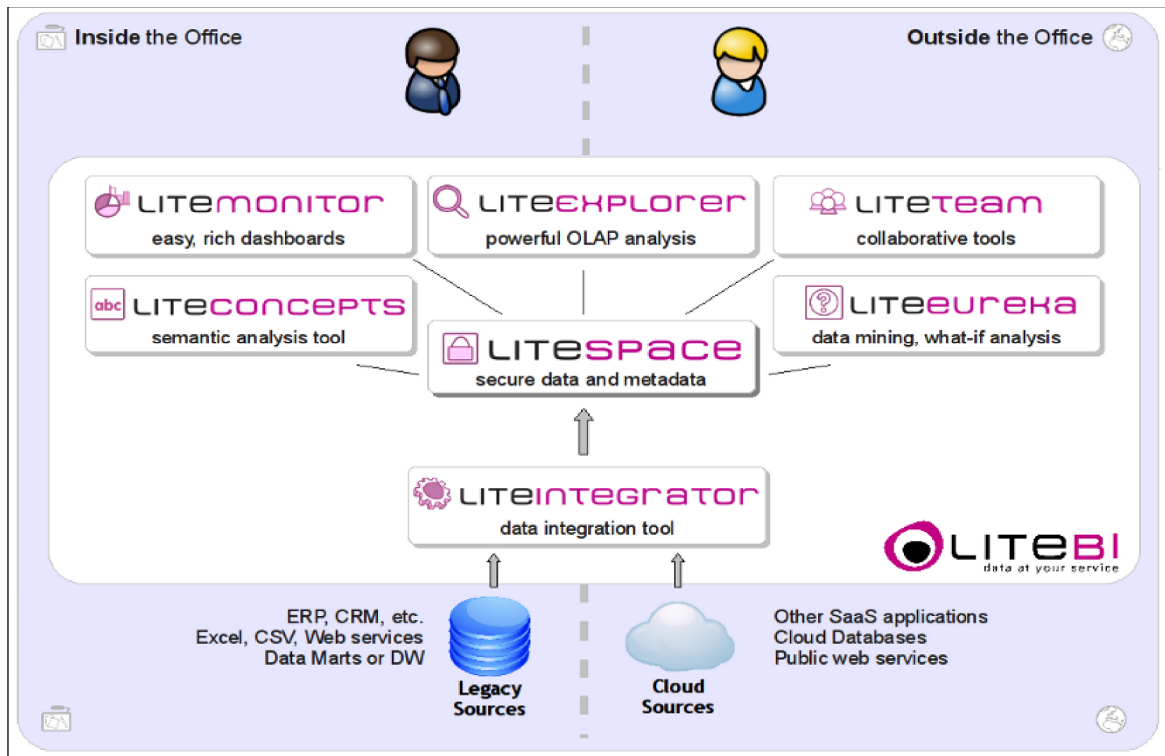 Inside the Office
Outside the Office
LITEMONITOR
easy, rich dashboards
LITEEXPLORER
powerful OLAP analysis
LITETEAM
collaborative tools
abc
LITECONCEPTS
semantic analysis tool
LITESPACE
secure data and metadata
?
LITEEUREKA
data mining, what-if analysis
LITEINTEGRATOR
data integration tool
LITEBI
data at your service
ERP, CRM, etc.
Excel, CSV, Web services
Data Marts or DW
Legacy
Sources
Cloud
Sources
Other SaaS applications
Cloud Databases
Public web services